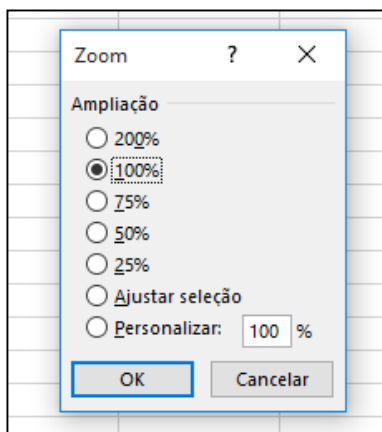 Zoom ? X
Ampliação
200%
100%
75%
50%
25%
Ajustar seleção
Personalizar: 100 %
OK Cancelar